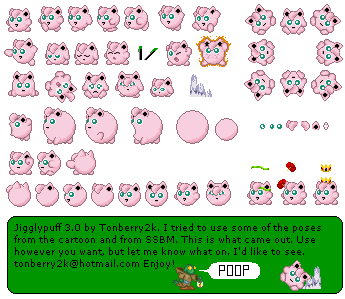 Jigglypuff 3.0 by Tonberry2k. I tried to use some of the poses
from the cartoon and from SSBM. This is what came out. Use
however you want, but let me know what on. I'd like to see.
tonberry2k@hotmail.com Enjoy!
POOP